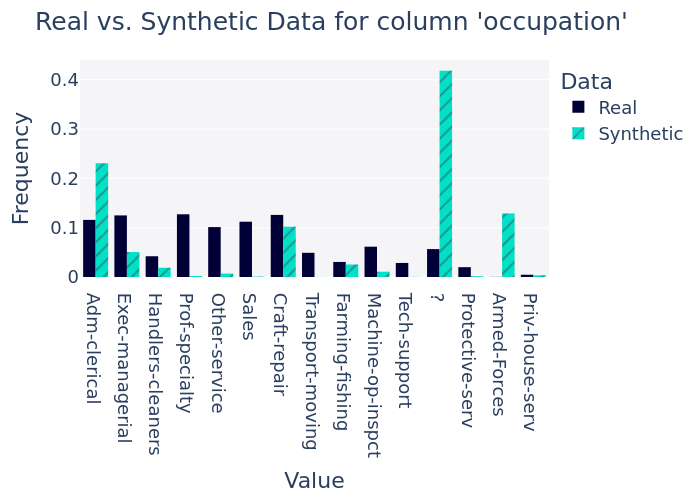 Real vs. Synthetic Data for column 'occupation'
Data
Real
Synthetic
Frequency
0.4
0.3
0.2
0.1
0
Adm-clerical
Exec-managerial
Handlers-cleaners
Prof-specialty
Other-service
Sales
Craft-repair
Transport-moving
Farming-fishing
Machine-op-inspct
Tech-support
?
Protective-serv
Armed-Forces
Priv-house-serv
Value